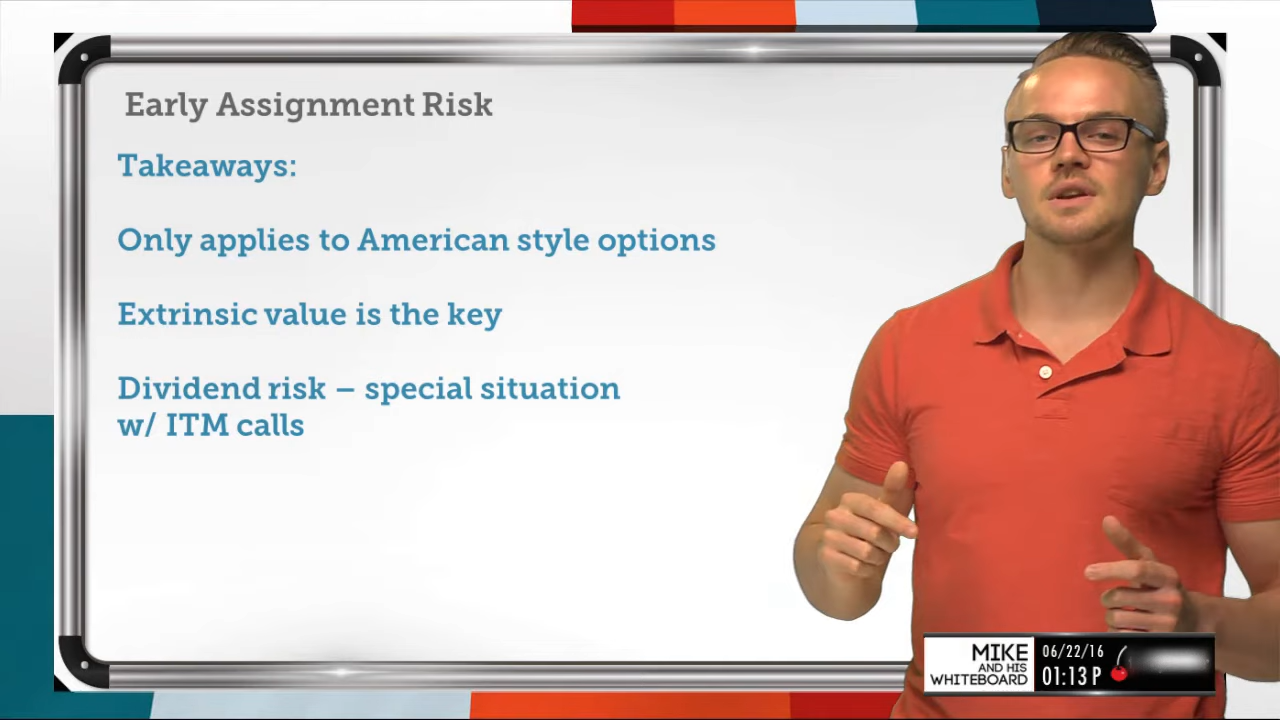 Early Assignment Risk
Takeaways:
Only applies to American style options
Extrinsic value is the key
Dividend risk – special situation
w/ ITM calls
MIKE
AND HIS
WHITEBOARD
06/22/16
01:13 P